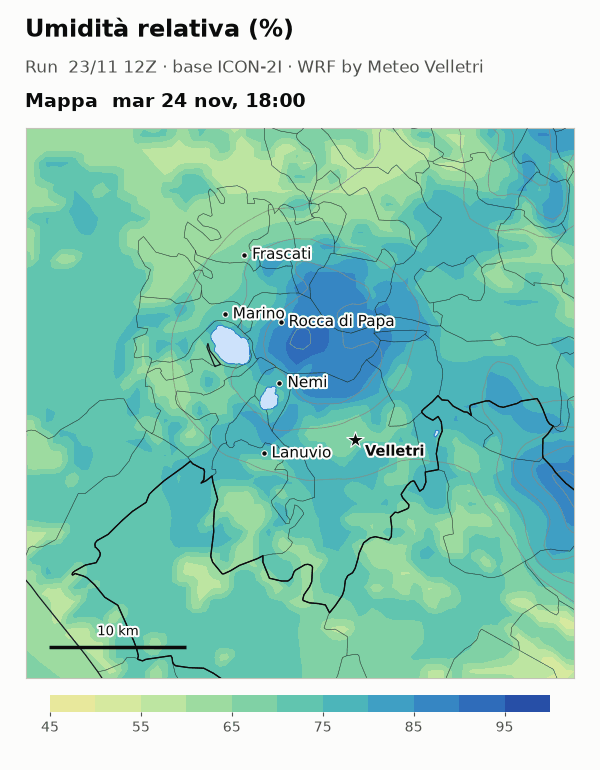 Umidità relativa (%)
Run  23/11 12Z · base ICON-2I · WRF by Meteo Velletri
Mappa  mar 24 nov, 18:00
Frascati
Marino
Rocca di Papa
Nemi
Velletri
Lanuvio
10 km
45 55 65 75 85 95